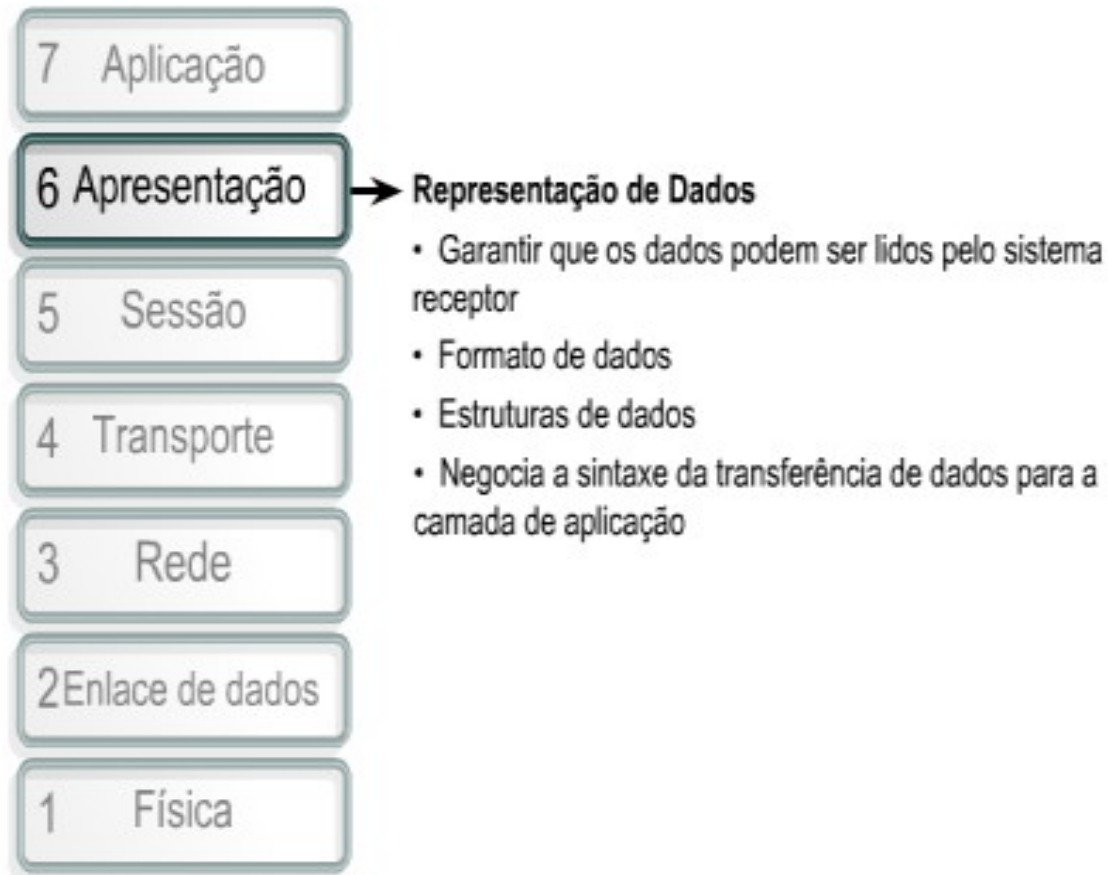 7 Aplicação
6 Apresentação
Representação de Dados
• Garantir que os dados podem ser lidos pelo sistema
receptor
• Formato de dados
• Estruturas de dados
• Negocia a sintaxe da transferência de dados para a
camada de aplicação
5 Sessão
4 Transporte
3 Rede
2 Enlace de dados
1 Física